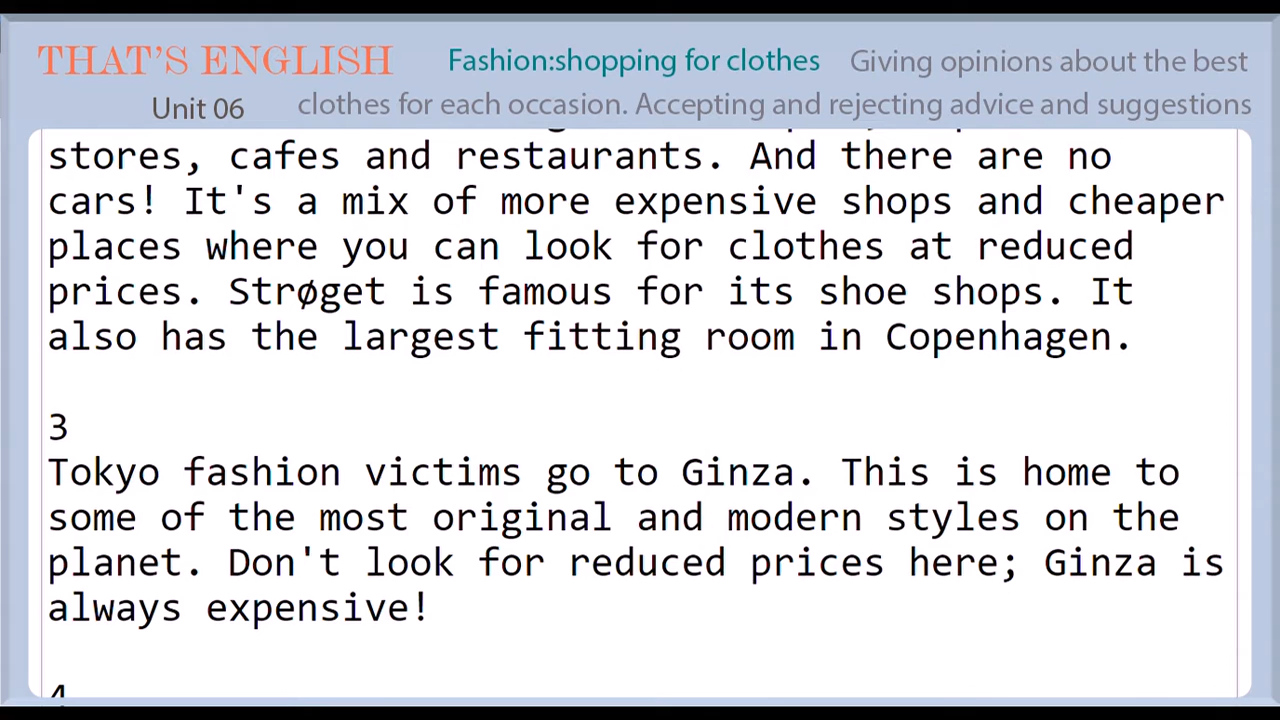 THAT'S ENGLISH
Fashion:shopping for clothes
Giving opinions about the best
Unit 06
clothes for each occasion. Accepting and rejecting advice and suggestions
stores, cafes and restaurants. And there are no
cars! It's a mix of more expensive shops and cheaper
places where you can look for clothes at reduced
prices. Strøget is famous for its shoe shops. It
also has the largest fitting room in Copenhagen.
3
Tokyo fashion victims go to Ginza. This is home to
some of the most original and modern styles on the
planet. Don't look for reduced prices here; Ginza is
always expensive!
4